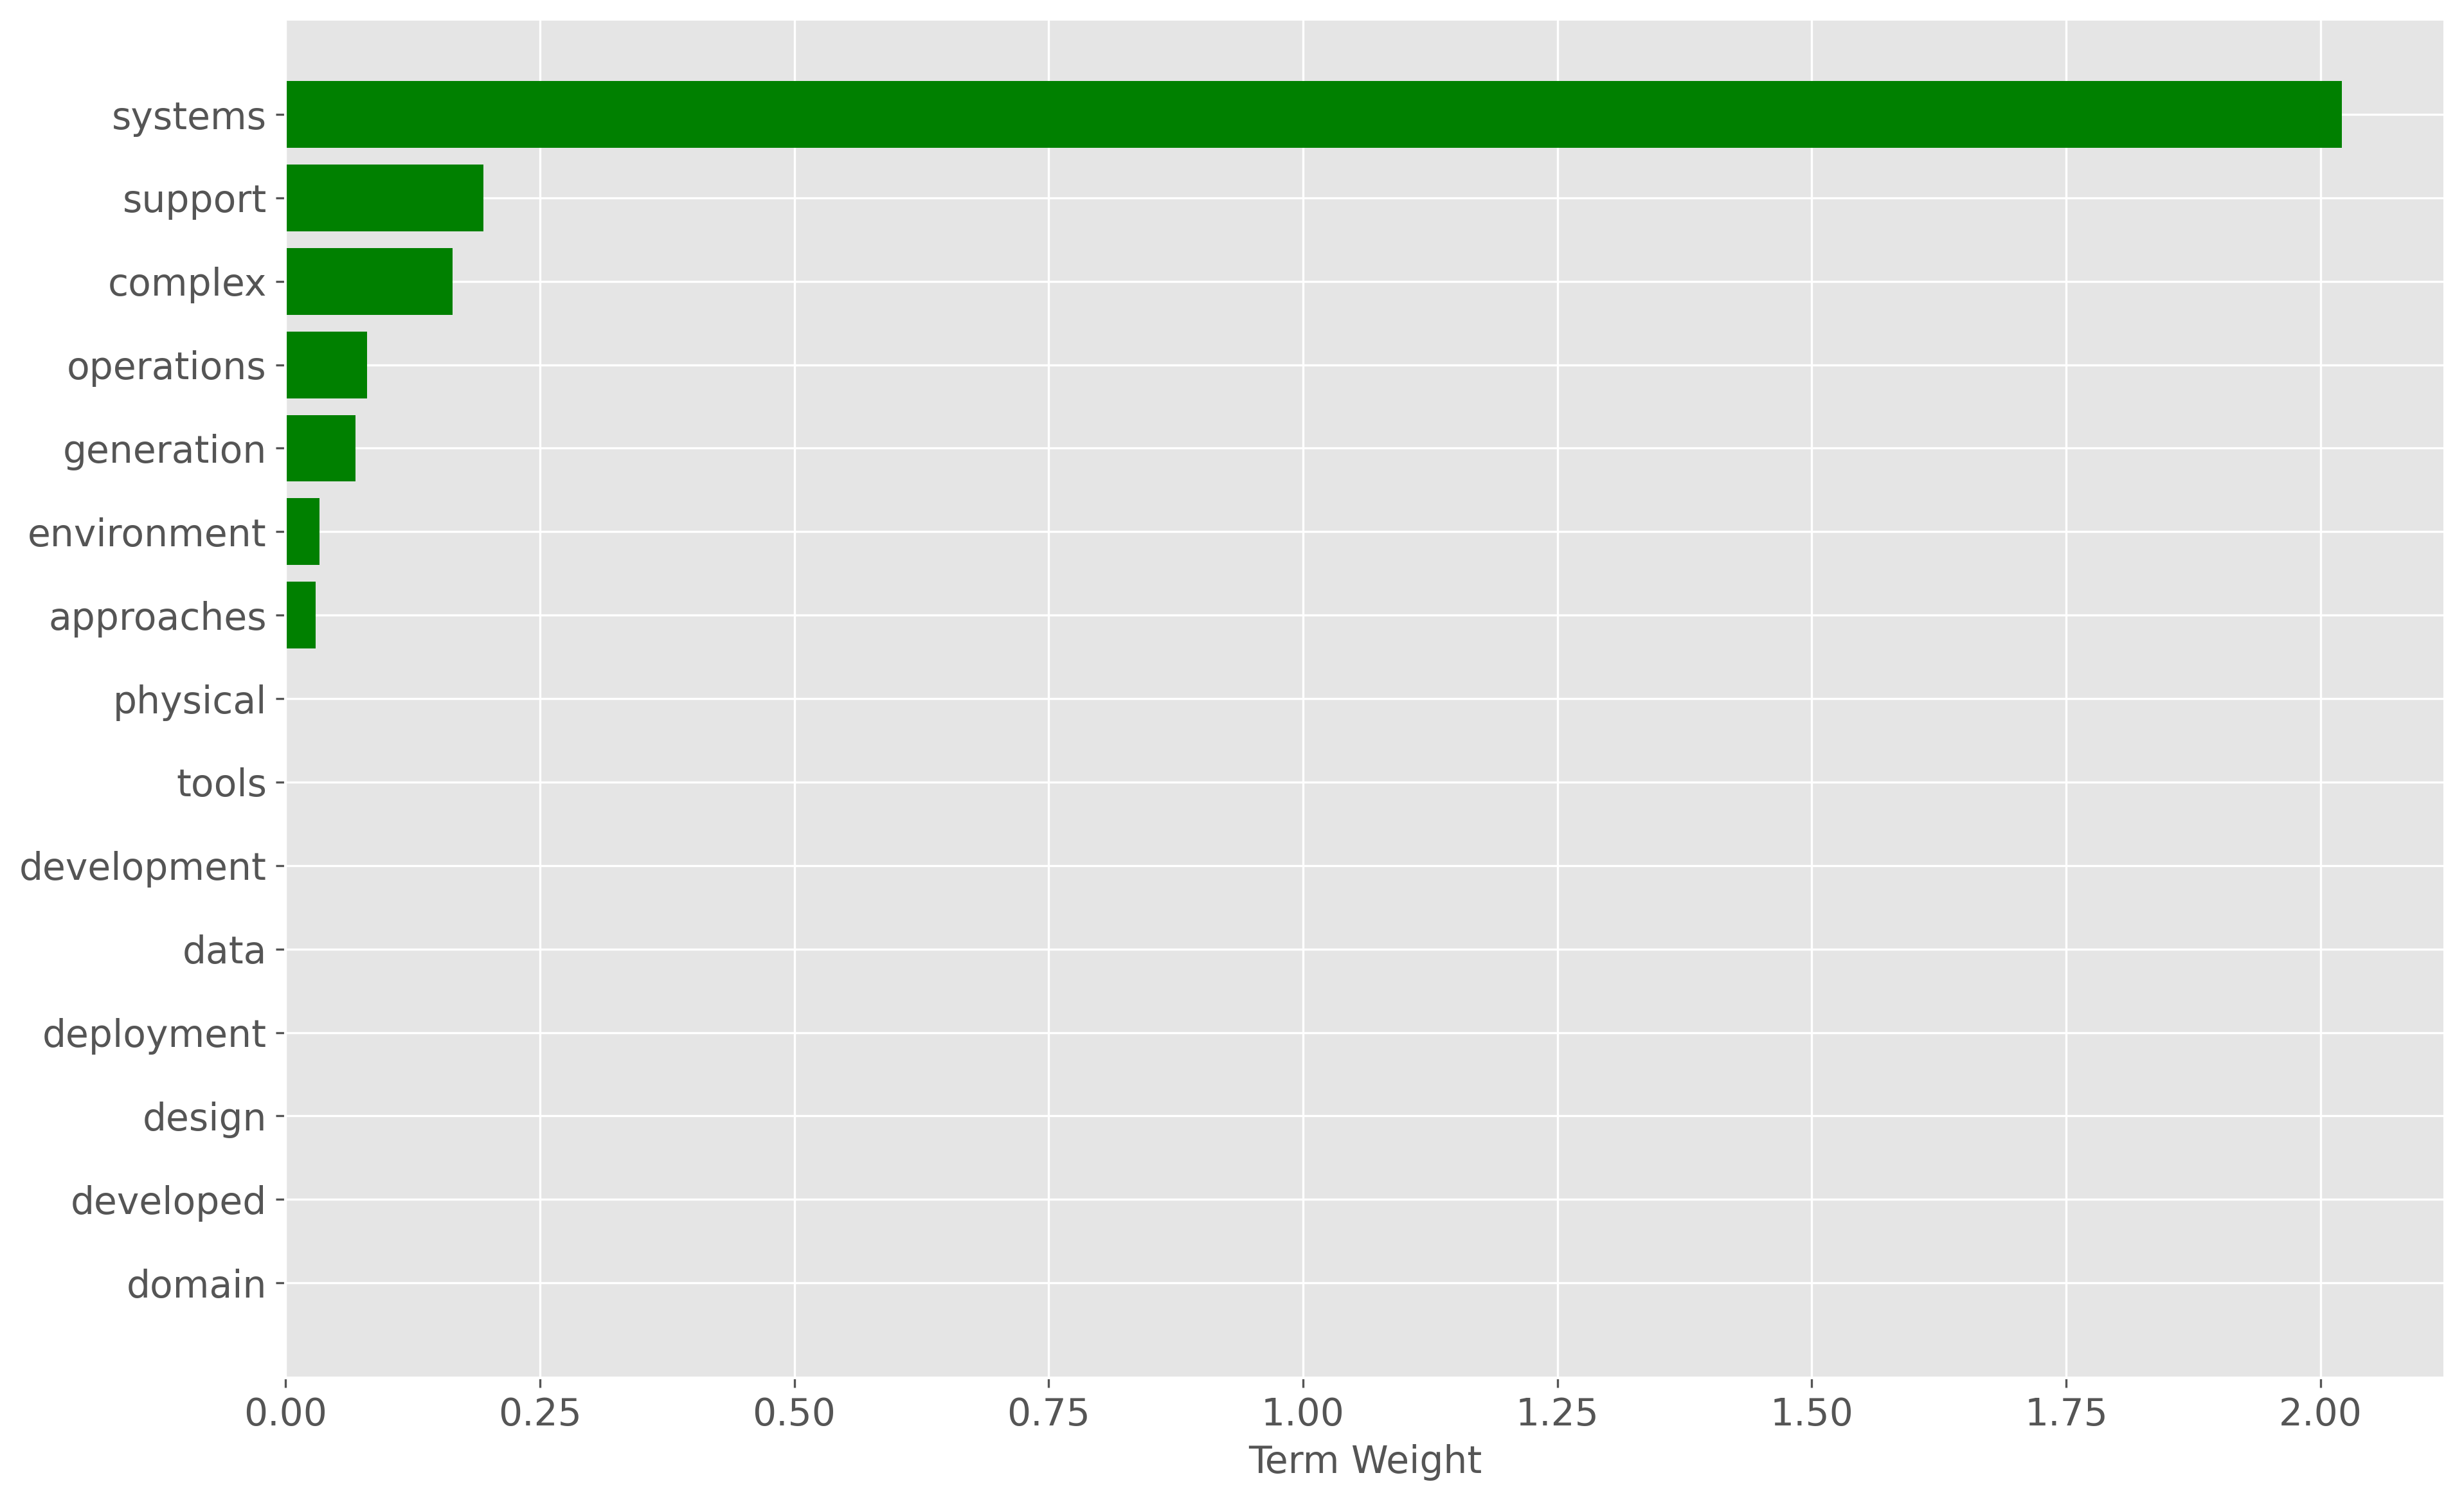 systems
support
complex
operations
generation
environment
approaches
physical
tools
development
data
deployment
design
developed
domain
0.00 0.25 0.50 0.75 1.00 1.25 1.50 1.75 2.00
Term Weight